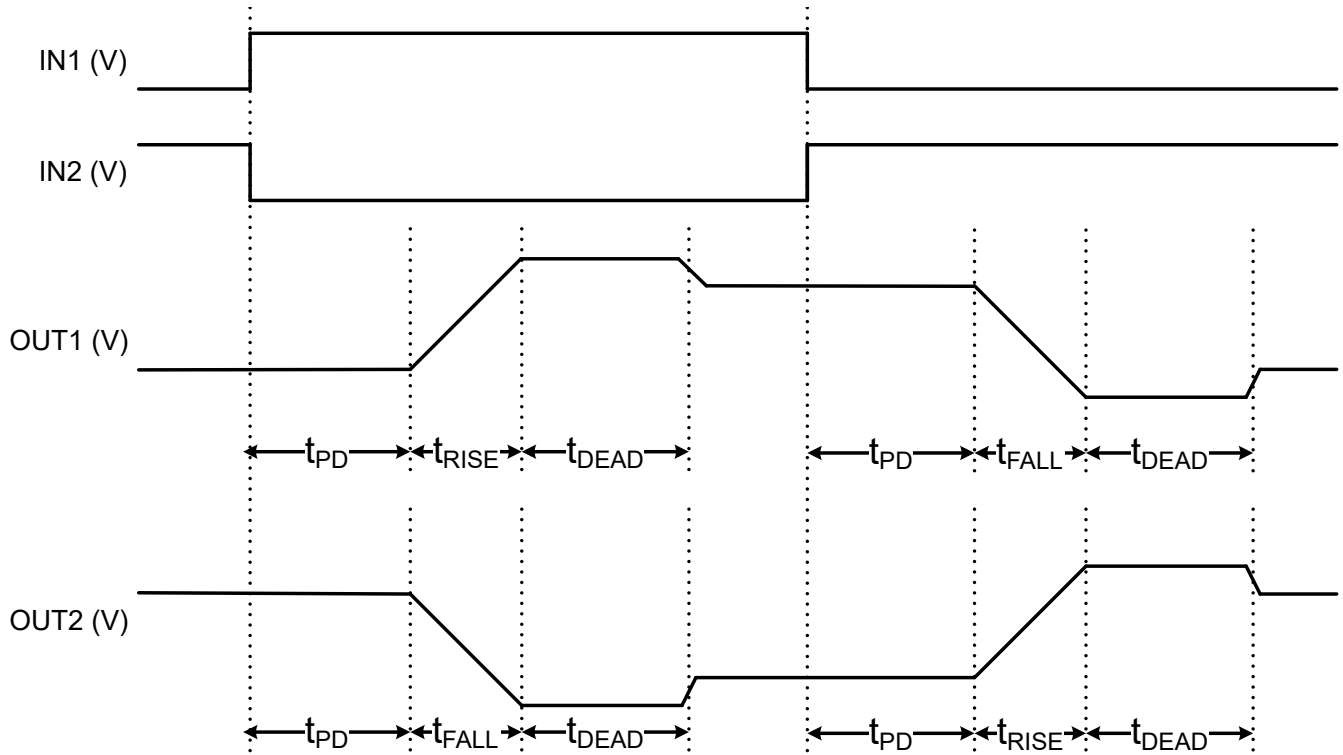 IN1 (V)
IN2 (V)
OUT1 (V)
tPD tRISE tDEAD tPD tFALL tDEAD
OUT2 (V)
tPD tFALL tDEAD tPD tRISE tDEAD